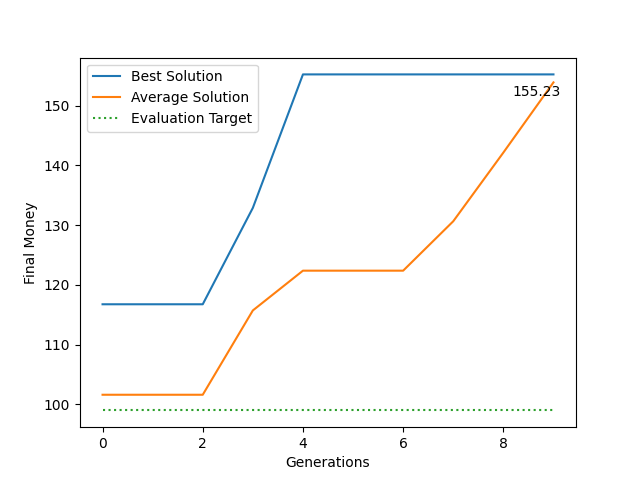 Best Solution
Average Solution
Evaluation Target
155.23
150
140
130
120
110
100
0 2 4 6 8
Final Money
Generations